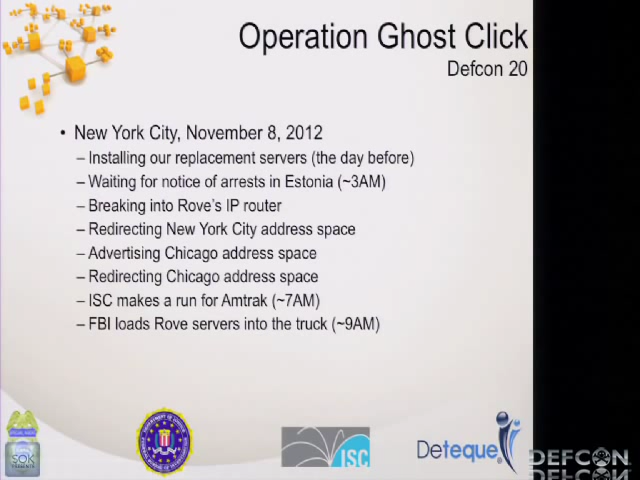 Operation Ghost Click
Defcon 20
• New York City, November 8, 2012
– Installing our replacement servers (the day before)
– Waiting for notice of arrests in Estonia (~3AM)
– Breaking into Rove's IP router
– Redirecting New York City address space
– Advertising Chicago address space
– Redirecting Chicago address space
– ISC makes a run for Amtrak (~7AM)
– FBI loads Rove servers into the truck (~9AM)
SOK
ISC
Deteque®
DEFCON